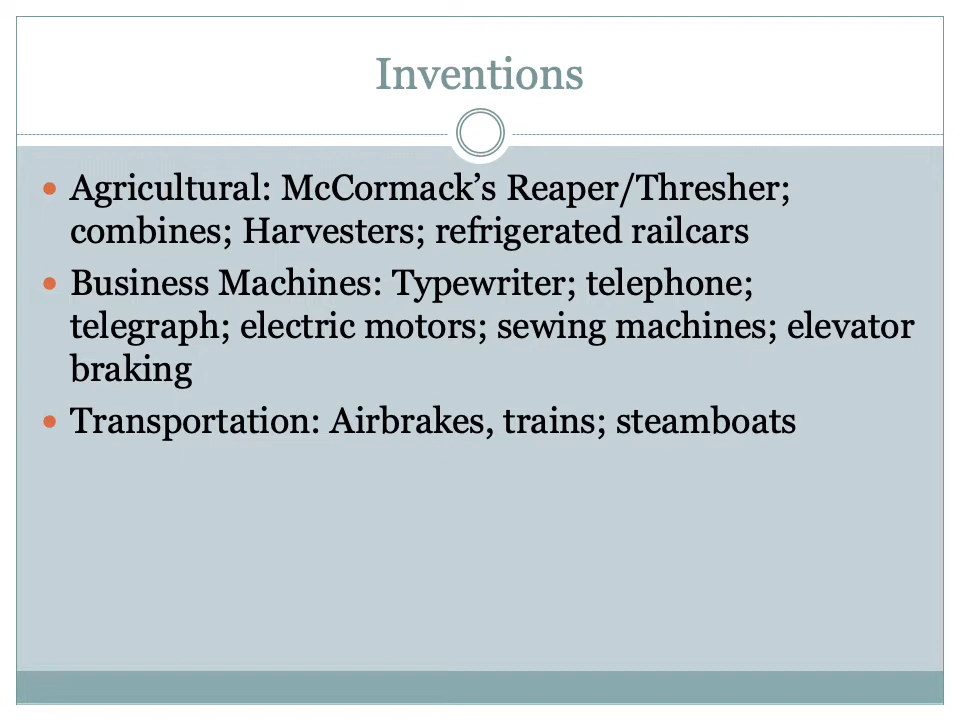 Inventions
Agricultural: McCormack’s Reaper/Thresher;
combines; Harvesters; refrigerated railcars
Business Machines: Typewriter; telephone;
telegraph; electric motors; sewing machines; elevator
braking
Transportation: Airbrakes, trains; steamboats